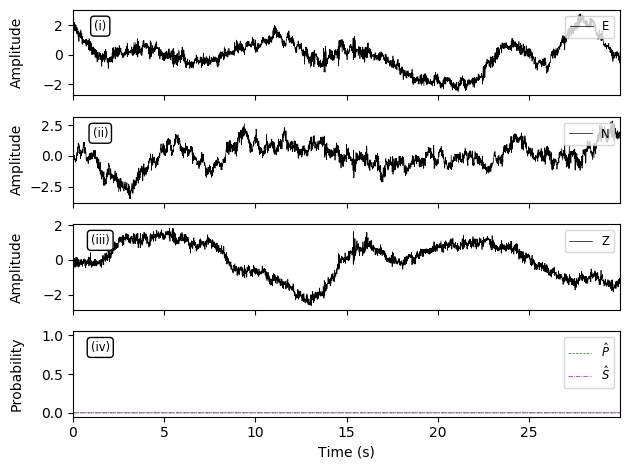 Amplitude
2
0
−2
(i)
E
Amplitude
2.5
0.0
−2.5
(ii)
N
Amplitude
2
0
−2
(iii)
Z
Probability
1.0
0.5
0.0
(iv)
P̂
Ŝ
0 5 10 15 20 25
Time (s)